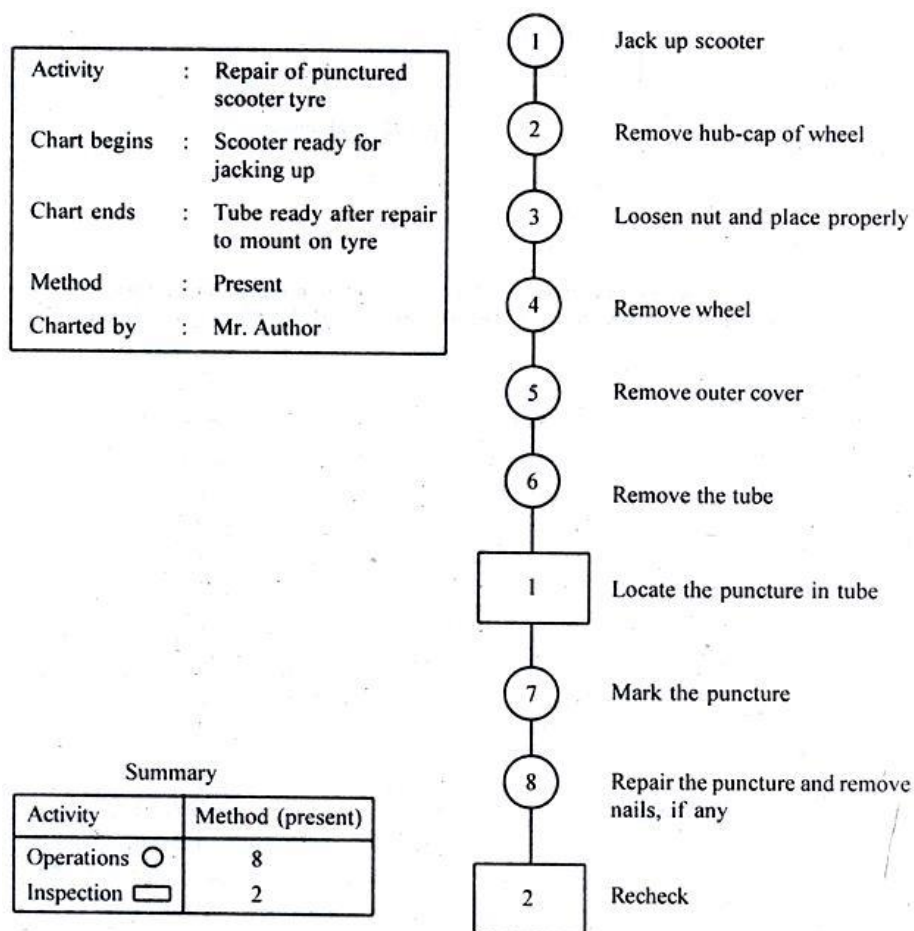 Activity : Repair of punctured
scooter tyre
Chart begins : Scooter ready for
jacking up
Chart ends : Tube ready after repair
to mount on tyre
Method : Present
Charted by : Mr. Author
1 Jack up scooter
2 Remove hub-cap of wheel
3 Loosen nut and place properly
4 Remove wheel
5 Remove outer cover
6 Remove the tube
1 Locate the puncture in tube
7 Mark the puncture
8 Repair the puncture and remove
nails, if any
2 Recheck
Summary
Activity Method (present)
Operations 8
Inspection 2